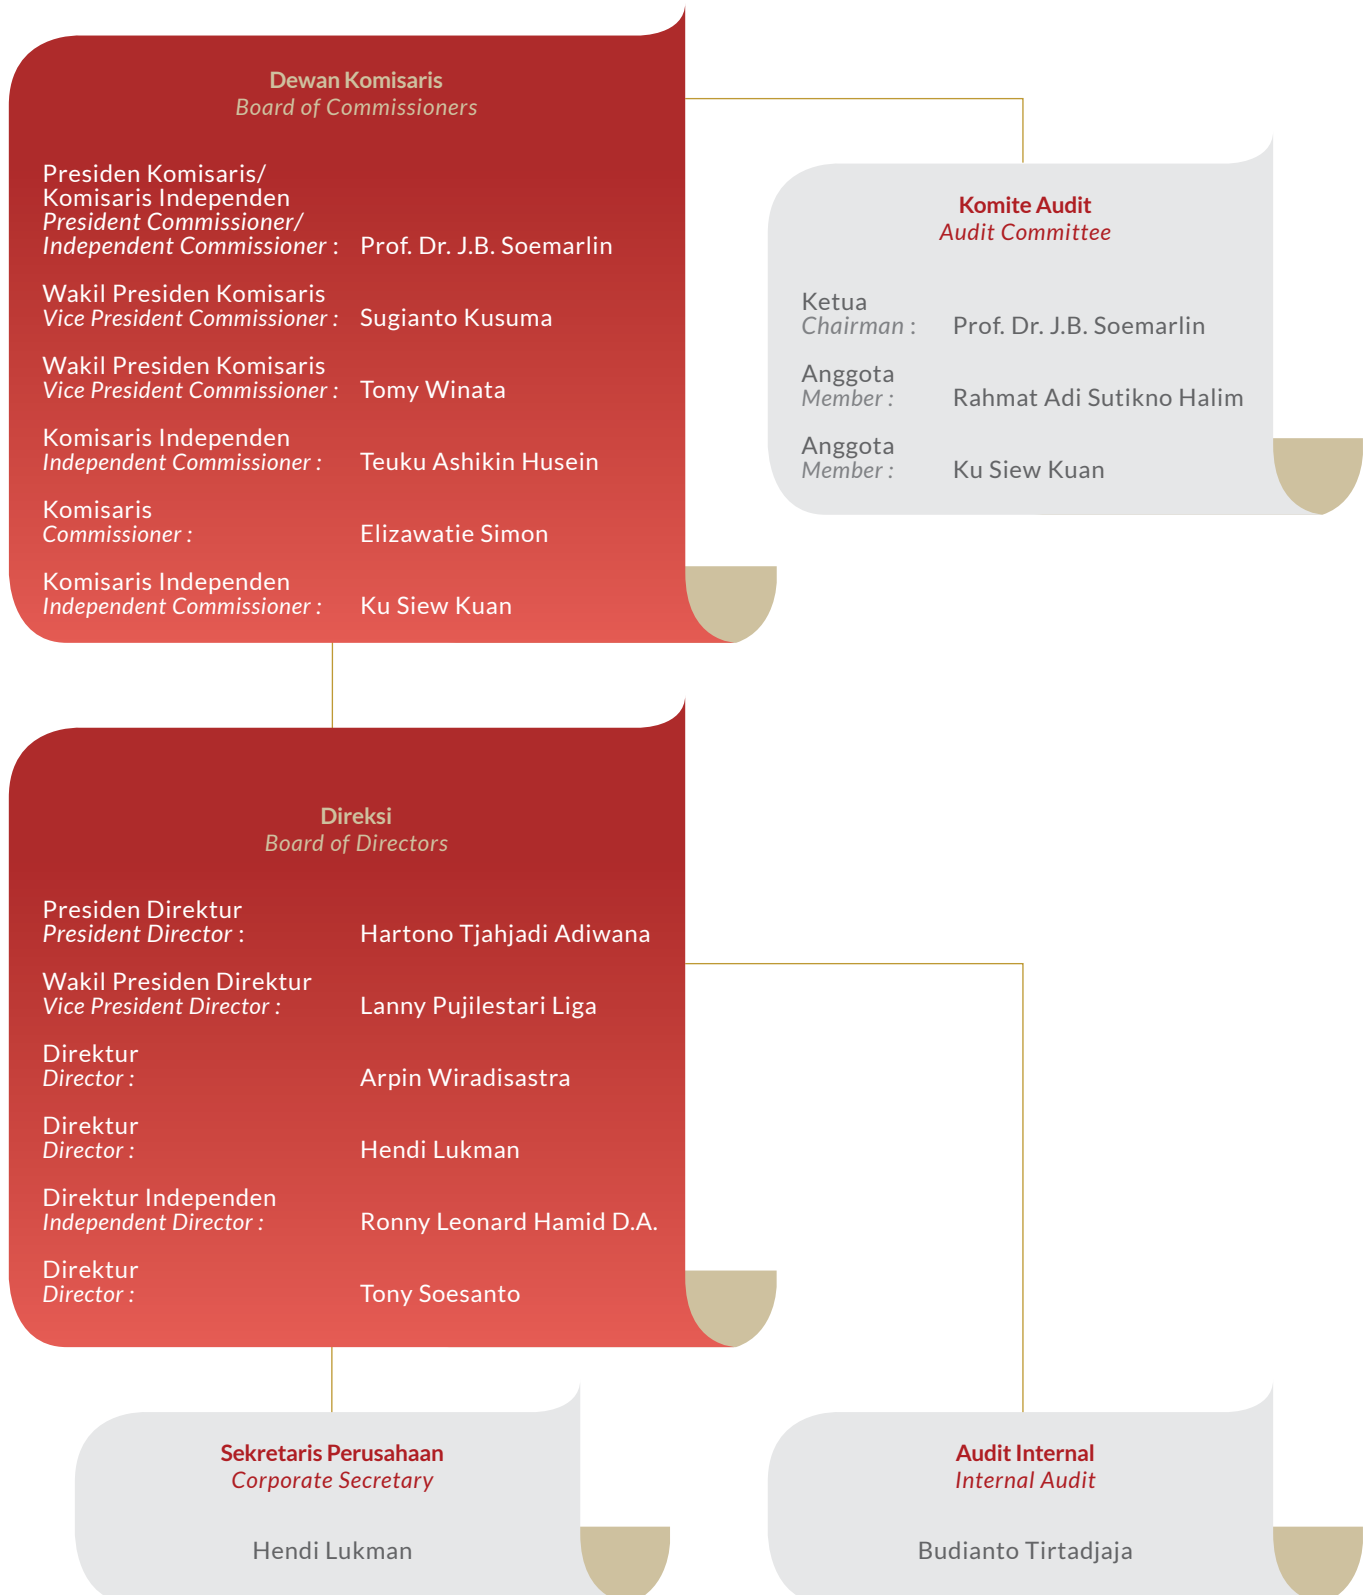 Dewan Komisaris
Board of Commissioners
Presiden Komisaris/
Komisaris Independen
President Commissioner/
Independent Commissioner : Prof. Dr. J.B. Soemarlin
Wakil Presiden Komisaris
Vice President Commissioner : Sugianto Kusuma
Wakil Presiden Komisaris
Vice President Commissioner : Tomy Winata
Komisaris Independen
Independent Commissioner : Teuku Ashikin Husein
Komisaris
Commissioner : Elizawatie Simon
Komisaris Independen
Independent Commissioner : Ku Siew Kuan
Komite Audit
Audit Committee
Ketua
Chairman : Prof. Dr. J.B. Soemarlin
Anggota
Member : Rahmat Adi Sutikno Halim
Anggota
Member : Ku Siew Kuan
Direksi
Board of Directors
Presiden Direktur
President Director : Hartono Tjahjadi Adiwana
Wakil Presiden Direktur
Vice President Director : Lanny Pujilestari Liga
Direktur
Director : Arpin Wiradisastra
Direktur
Director : Hendi Lukman
Direktur Independen
Independent Director : Ronny Leonard Hamid D.A.
Direktur
Director : Tony Soesanto
Sekretaris Perusahaan
Corporate Secretary
Hendi Lukman
Audit Internal
Internal Audit
Budianto Tirtadjaja